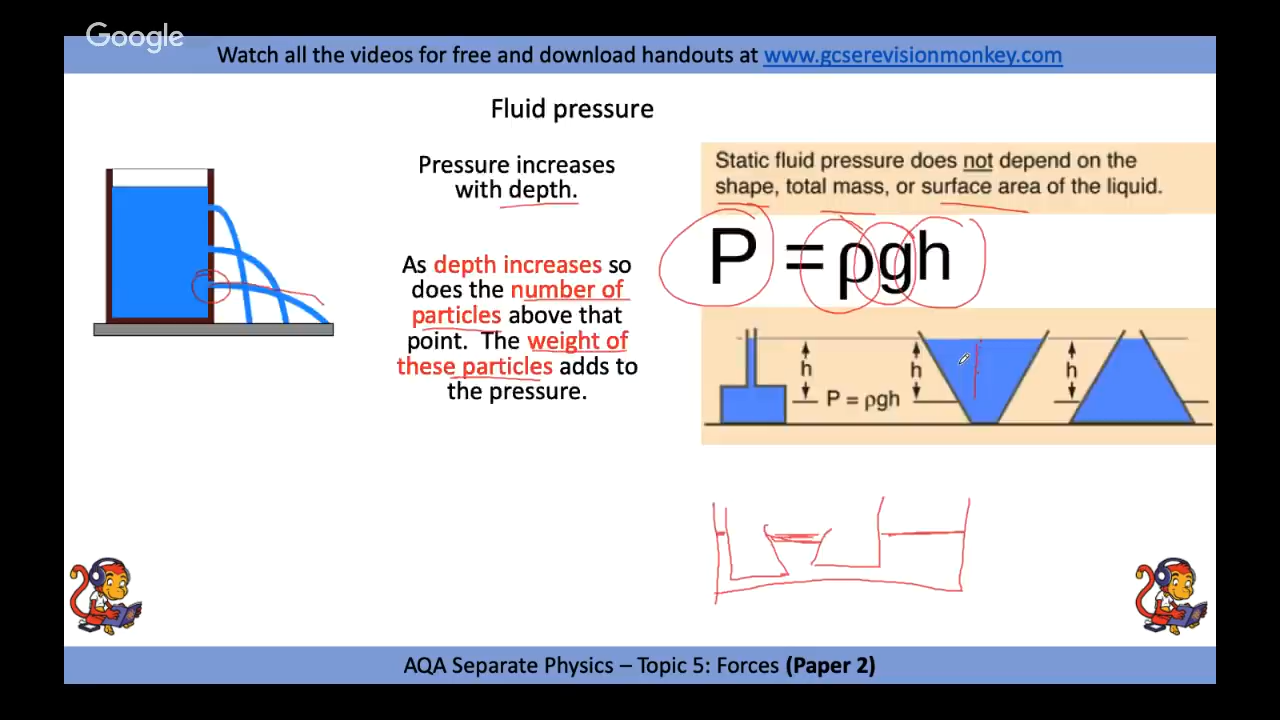 Google
Watch all the videos for free and download handouts at www.gcserevisionmonkey.com
Fluid pressure
Pressure increases
with depth.
As depth increases so
does the number of
particles above that
point. The weight of
these particles adds to
the pressure.
Static fluid pressure does not depend on the
shape, total mass, or surface area of the liquid.
P = ρgh
h
h
h
P = ρgh
AQA Separate Physics – Topic 5: Forces (Paper 2)